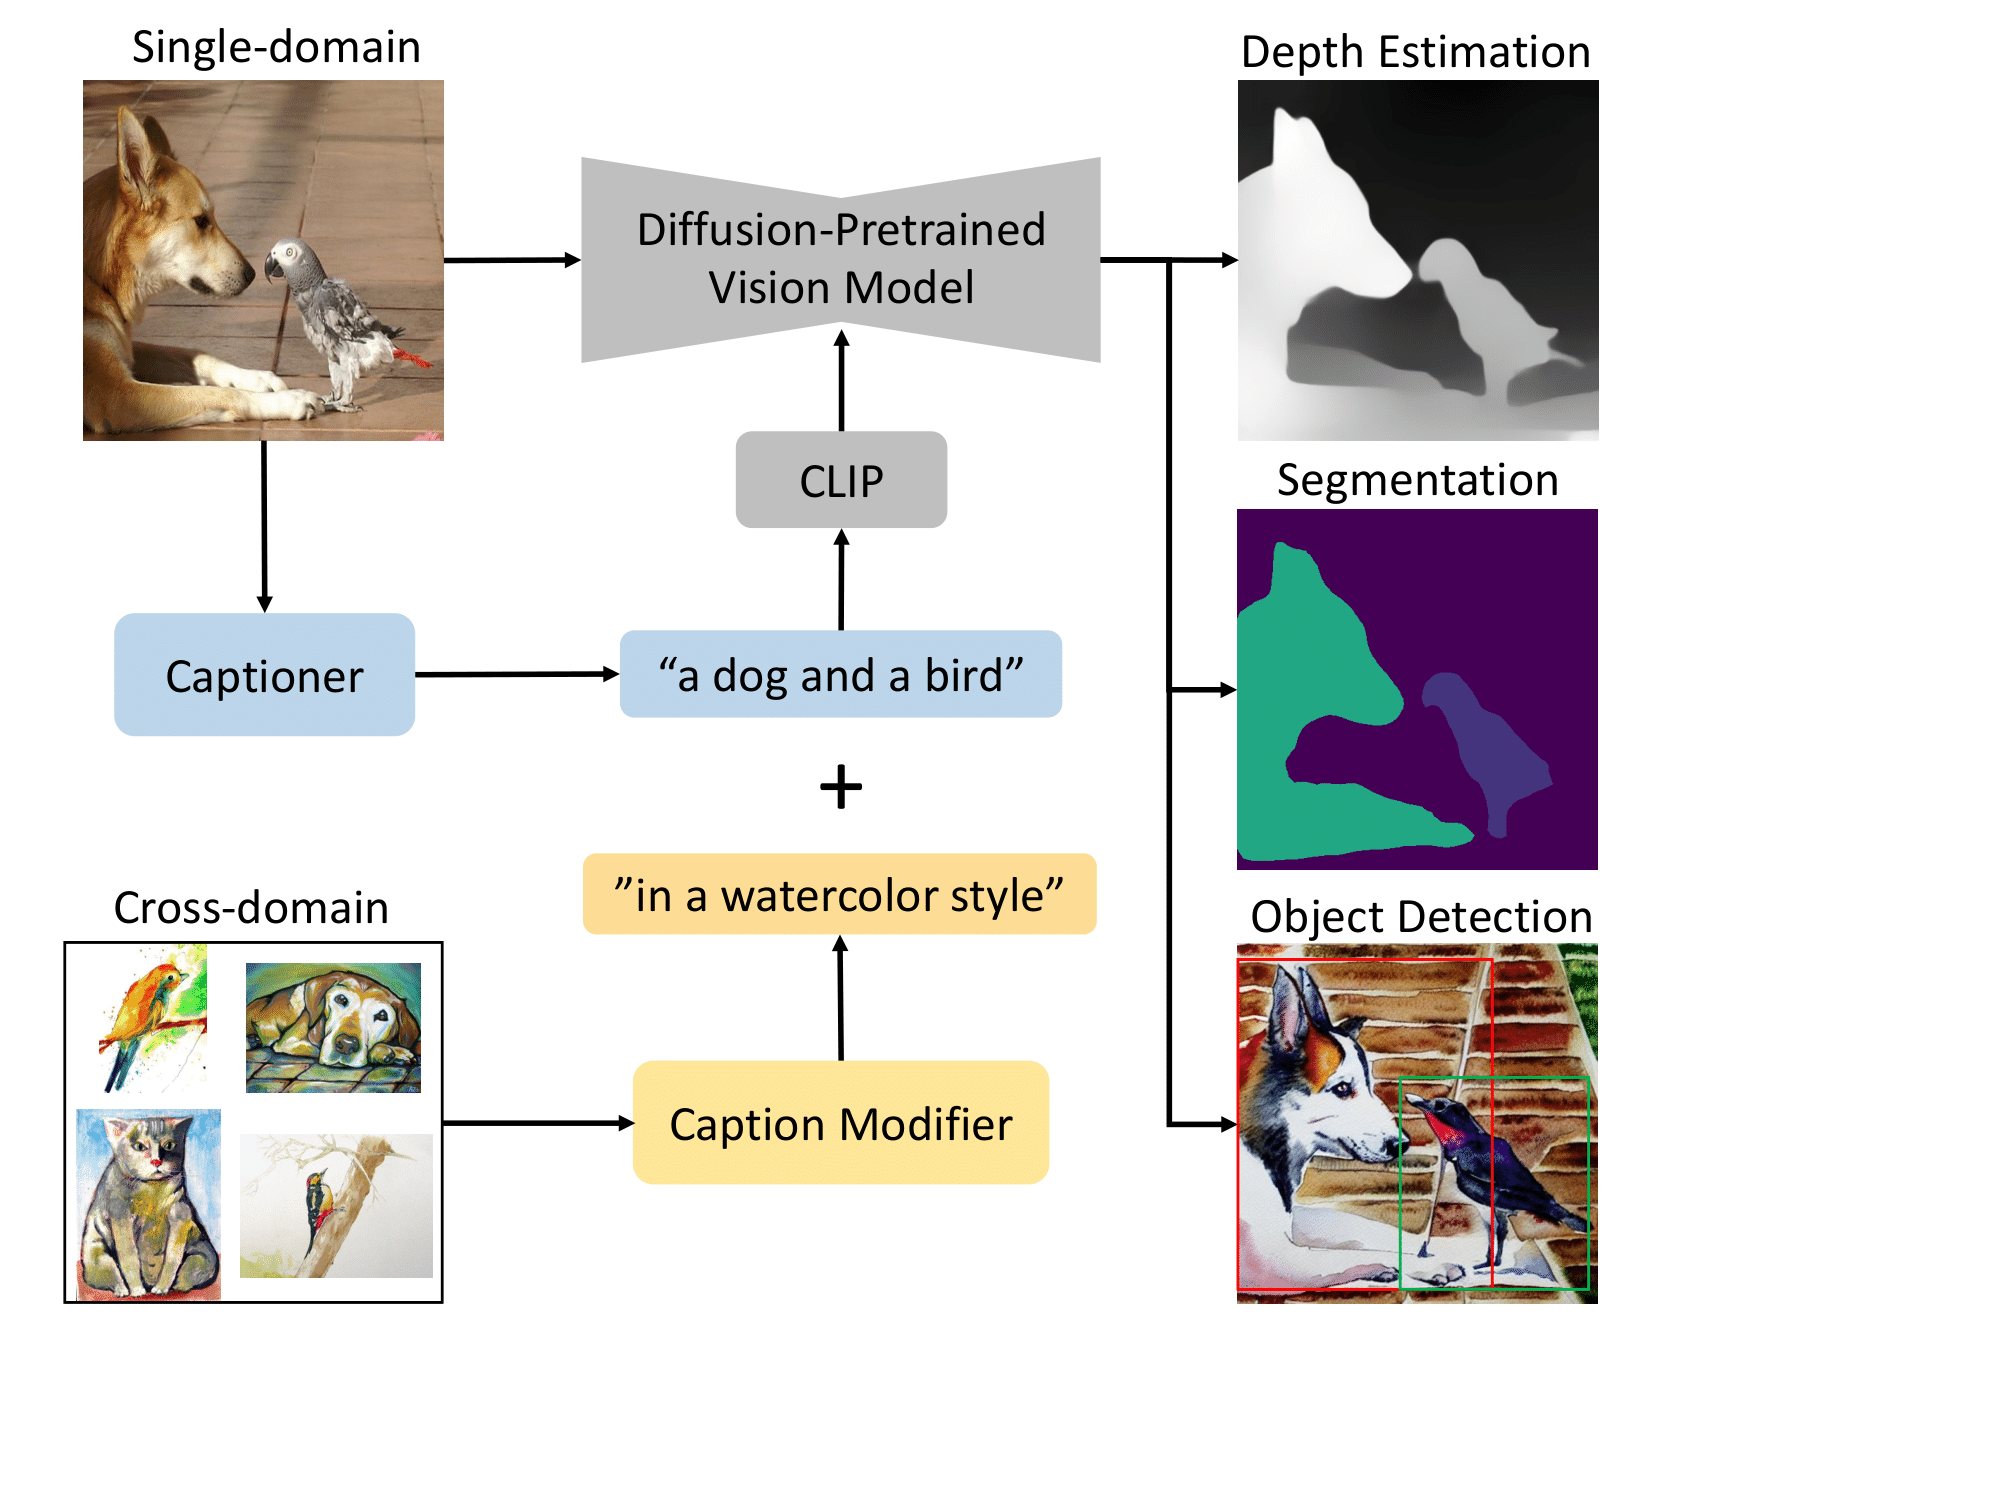 Single-domain
Depth Estimation
Diffusion-Pretrained
Vision Model
CLIP
Segmentation
Captioner
“a dog and a bird”
+
”in a watercolor style”
Cross-domain
Object Detection
Caption Modifier